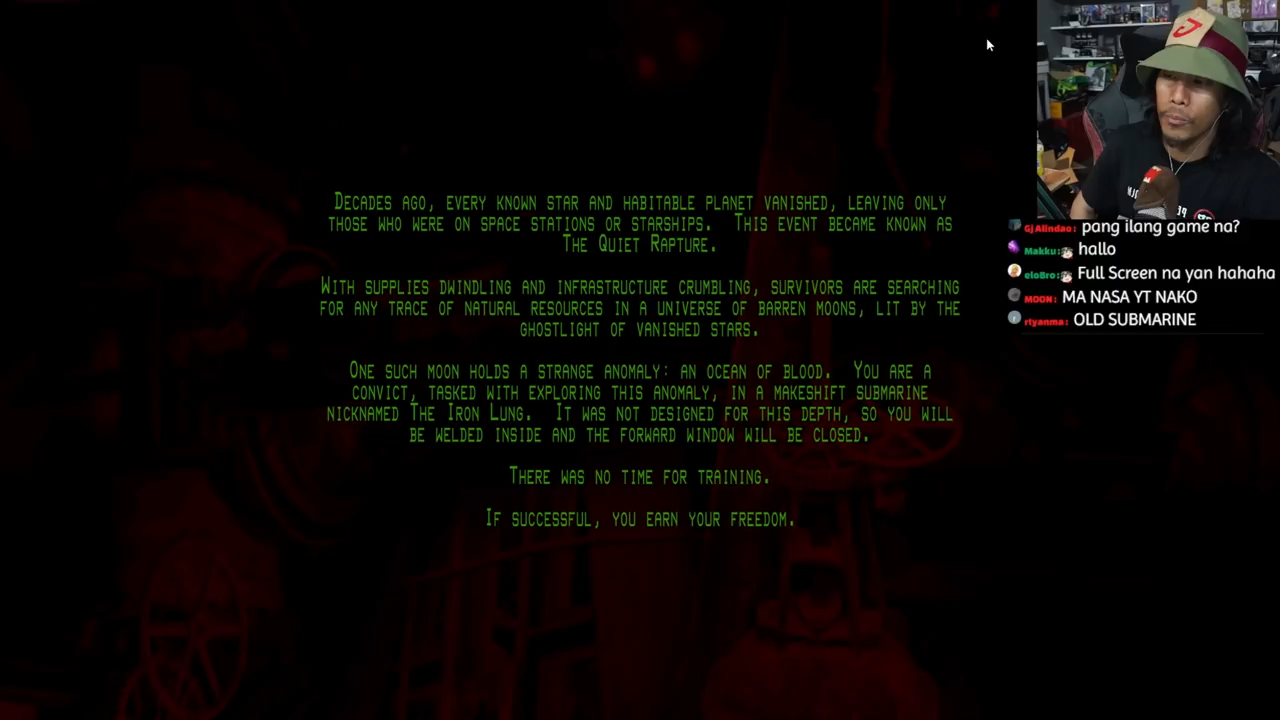 Decades ago, every known star and habitable planet vanished, leaving only
those who were on space stations or starships. This event became known as
The Quiet Rapture.
With supplies dwindling and infrastructure crumbling, survivors are searching
for any trace of natural resources in a universe of barren moons, lit by the
ghostlight of vanished stars.
One such moon holds a strange anomaly: an ocean of blood. You are a
convict, tasked with exploring this anomaly, in a makeshift submarine
nicknamed The Iron Lung. It was not designed for this depth, so you will
be welded inside and the forward window will be closed.
There was no time for training.
If successful, you earn your freedom.
J
Gj Alindao: pang ilang game na?
Makku: hallo
eloBro: Full Screen na yan hahaha
MOON: MA NASA YT NAKO
rtyanma: OLD SUBMARINE